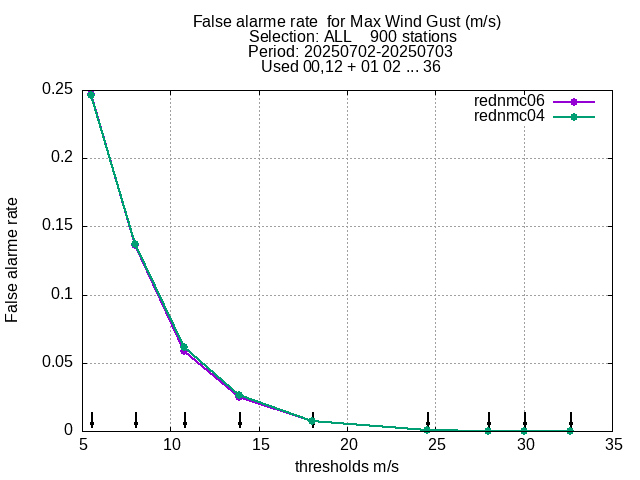 False alarme rate  for Max Wind Gust (m/s)
Selection: ALL    900 stations
Period: 20250702-20250703
Used 00,12 + 01 02 ... 36
rednmc06
rednmc04
0.25
0.2
0.15
0.1
0.05
0
False alarme rate
5 10 15 20 25 30 35
thresholds m/s